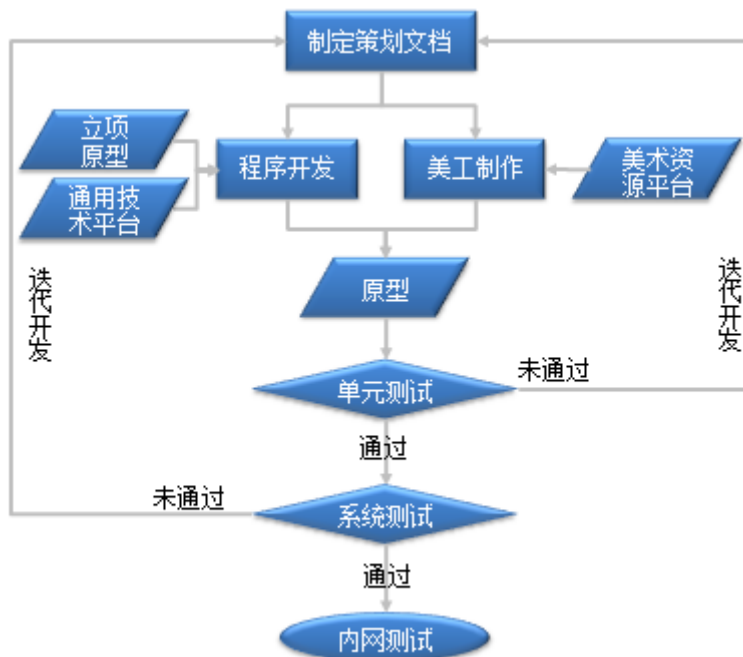 制定策划文档
立项
原型
程序开发
美工制作
美术资
源平台
通用技
术平台
原型
迭代开发
迭代开发
单元测试
未通过
通过
未通过
系统测试
通过
内网测试